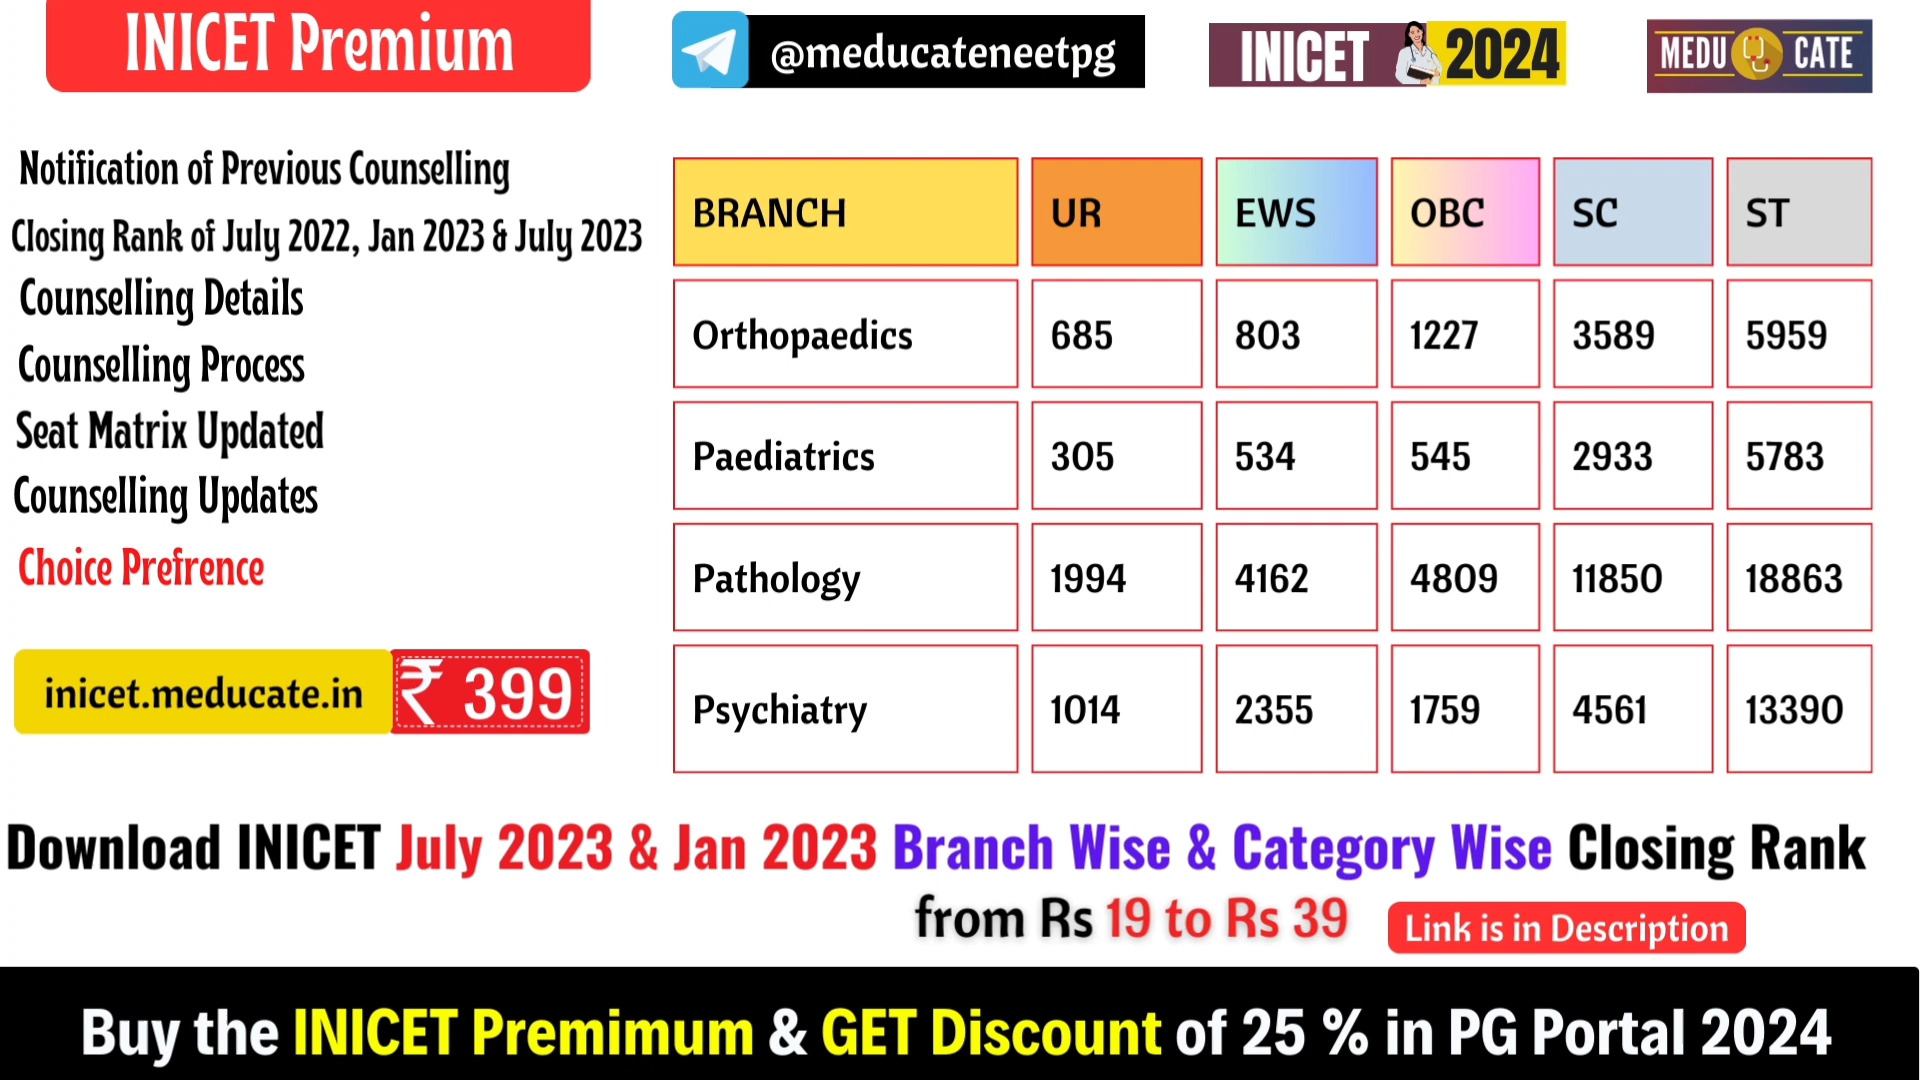 INICET Premium
@meducateneetpg
INICET 2024
MEDU CATE
Notification of Previous Counselling
Closing Rank of July 2022, Jan 2023 & July 2023
Counselling Details
Counselling Process
Seat Matrix Updated
Counselling Updates
Choice Prefrence
inicet.meducate.in ₹ 399
BRANCH UR EWS OBC SC ST
Orthopaedics 685 803 1227 3589 5959
Paediatrics 305 534 545 2933 5783
Pathology 1994 4162 4809 11850 18863
Psychiatry 1014 2355 1759 4561 13390
Download INICET July 2023 & Jan 2023 Branch Wise & Category Wise Closing Rank
from Rs 19 to Rs 39
Link is in Description
Buy the INICET Premimum & GET Discount of 25 % in PG Portal 2024